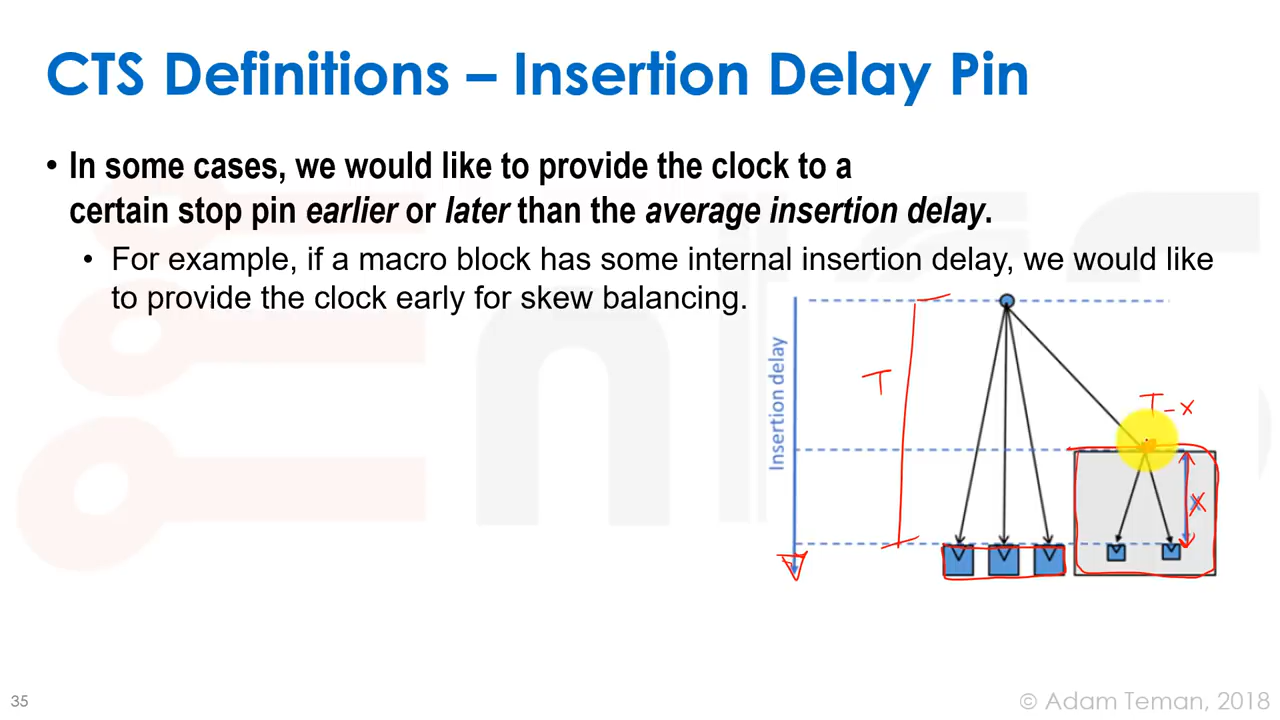 CTS Definitions – Insertion Delay Pin
• In some cases, we would like to provide the clock to a
certain stop pin earlier or later than the average insertion delay.
• For example, if a macro block has some internal insertion delay, we would like
to provide the clock early for skew balancing.
Insertion delay
T
T-x
X
35
© Adam Teman, 2018